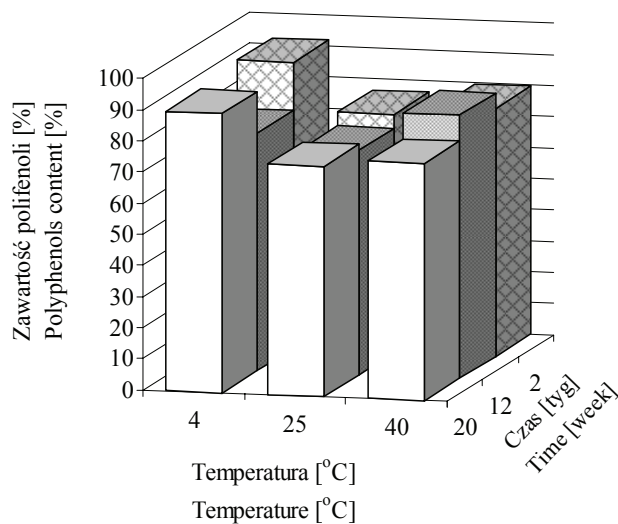 Zawartość polifenoli [%]
Polyphenols content [%]
100
90
80
70
60
50
40
30
20
10
0
4
25
40
20
12
2
Czas [tyg]
Time [week]
Temperatura [°C]
Temperature [°C]